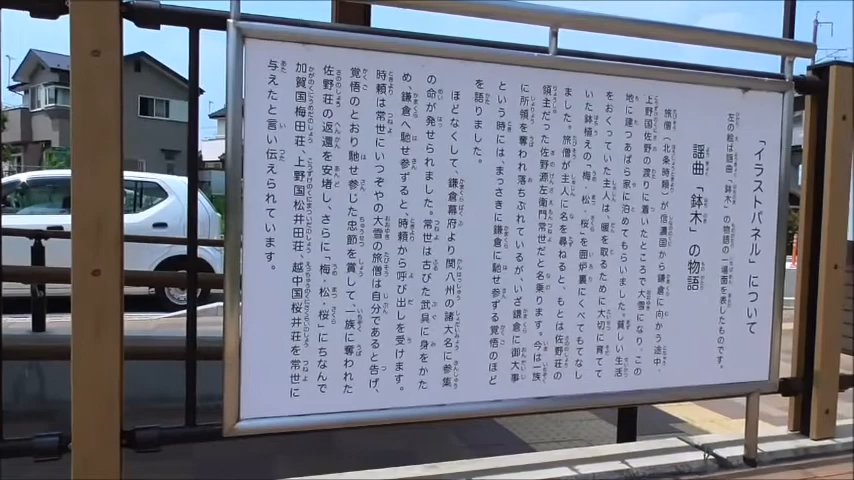 イラストパネルについて
左の絵は謡曲「鉢木」の物語の一場面を表したものです。
謡曲『鉢木』の物語
旅僧（北条時頼）が信濃国から鎌倉に向かう途中、
上野国佐野の渡りに着いたところで大雪となり、この
地に建つあばら家に泊めてもらいました。
おくって、主人は、暖を取るために大切に育て、生活
いた鉢植えの「梅、松、桜」を囲炉裏にくべてもてなし
ました。旅僧が主人に名を尋ねると、もとは佐野庄の
領主だった佐野源左衛門常世だと名乗ります。今は一族
に所領を奪われ落ちぶれているが、いざ鎌倉に御大事
という時には、いまさまに鎌倉に馳せ参ずる覚悟のほど
を語りました。
ほどなくして、鎌倉幕府より関八州の諸大名に鎌倉参集
の命が発せられます。常世は古び武具に身をかため、
鎌倉へ馳せ参じると、時頼から呼び出しを受けます。
時頼は常世に、いつぞやの大雪の旅僧は自分であると告げ、
覚悟のとおり馳せ参じた忠節を賞して、一族に奪われた
佐野荘の返還を安堵し、さらに「梅、松、桜」にちなんで
加賀国梅田荘、上野国松井田荘、越中国桜井荘を常世に
与えたと言い伝えられています。